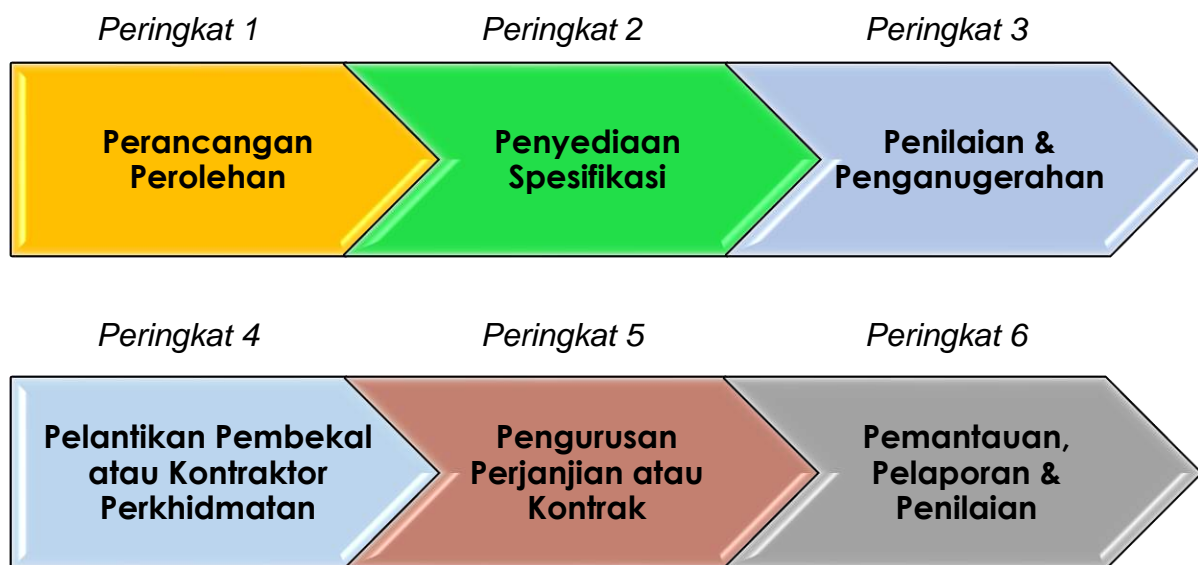 Peringkat 1
Peringkat 2
Peringkat 3
Perancangan
Perolehan
Penyediaan
Spesifikasi
Penilaian &
Penganugerahan
Peringkat 4
Peringkat 5
Peringkat 6
Pelantikan Pembekal
atau Kontraktor
Perkhidmatan
Pengurusan
Perjanjian atau
Kontrak
Pemantauan,
Pelaporan &
Penilaian